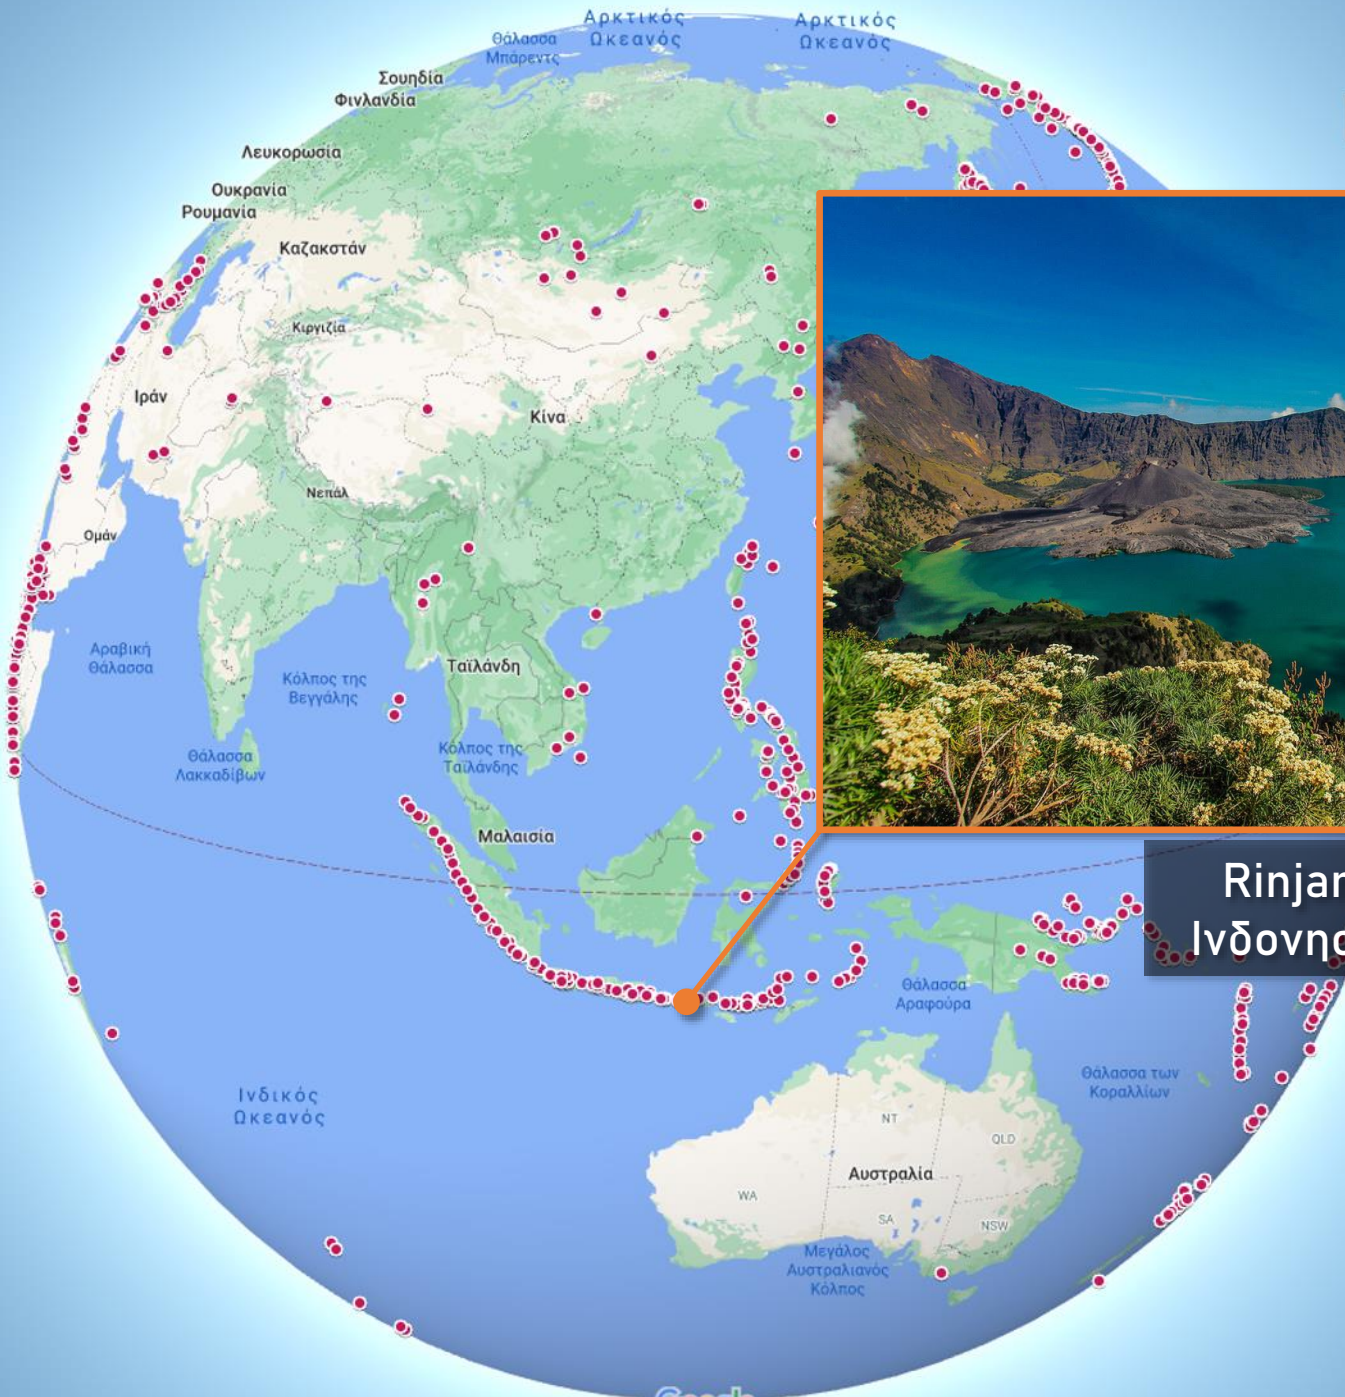 Αρκτικός
Ωκεανός
Αρκτικός
Ωκεανός
Θάλασσα
Μπάρεντς
Σουηδία
Φινλανδία
Λευκορωσία
Ουκρανία
Ρουμανία
Καζακστάν
Κιργιζία
Ιράν
Κίνα
Νεπάλ
Ομάν
Αραβική
Θάλασσα
Κόλπος της
Βεγγάλης
Ταϊλάνδη
Θάλασσα
Λακκαδίβων
Κόλπος της
Ταϊλάνδης
Μαλαισία
Rinjan
Ινδονησ
Θάλασσα
Αραφούρα
Θάλασσα των
Κοραλλίων
Ινδικός
Ωκεανός
NT
QLD
Αυστραλία
WA
SA
NSW
Μεγάλος
Αυστραλιανός
Κόλπος